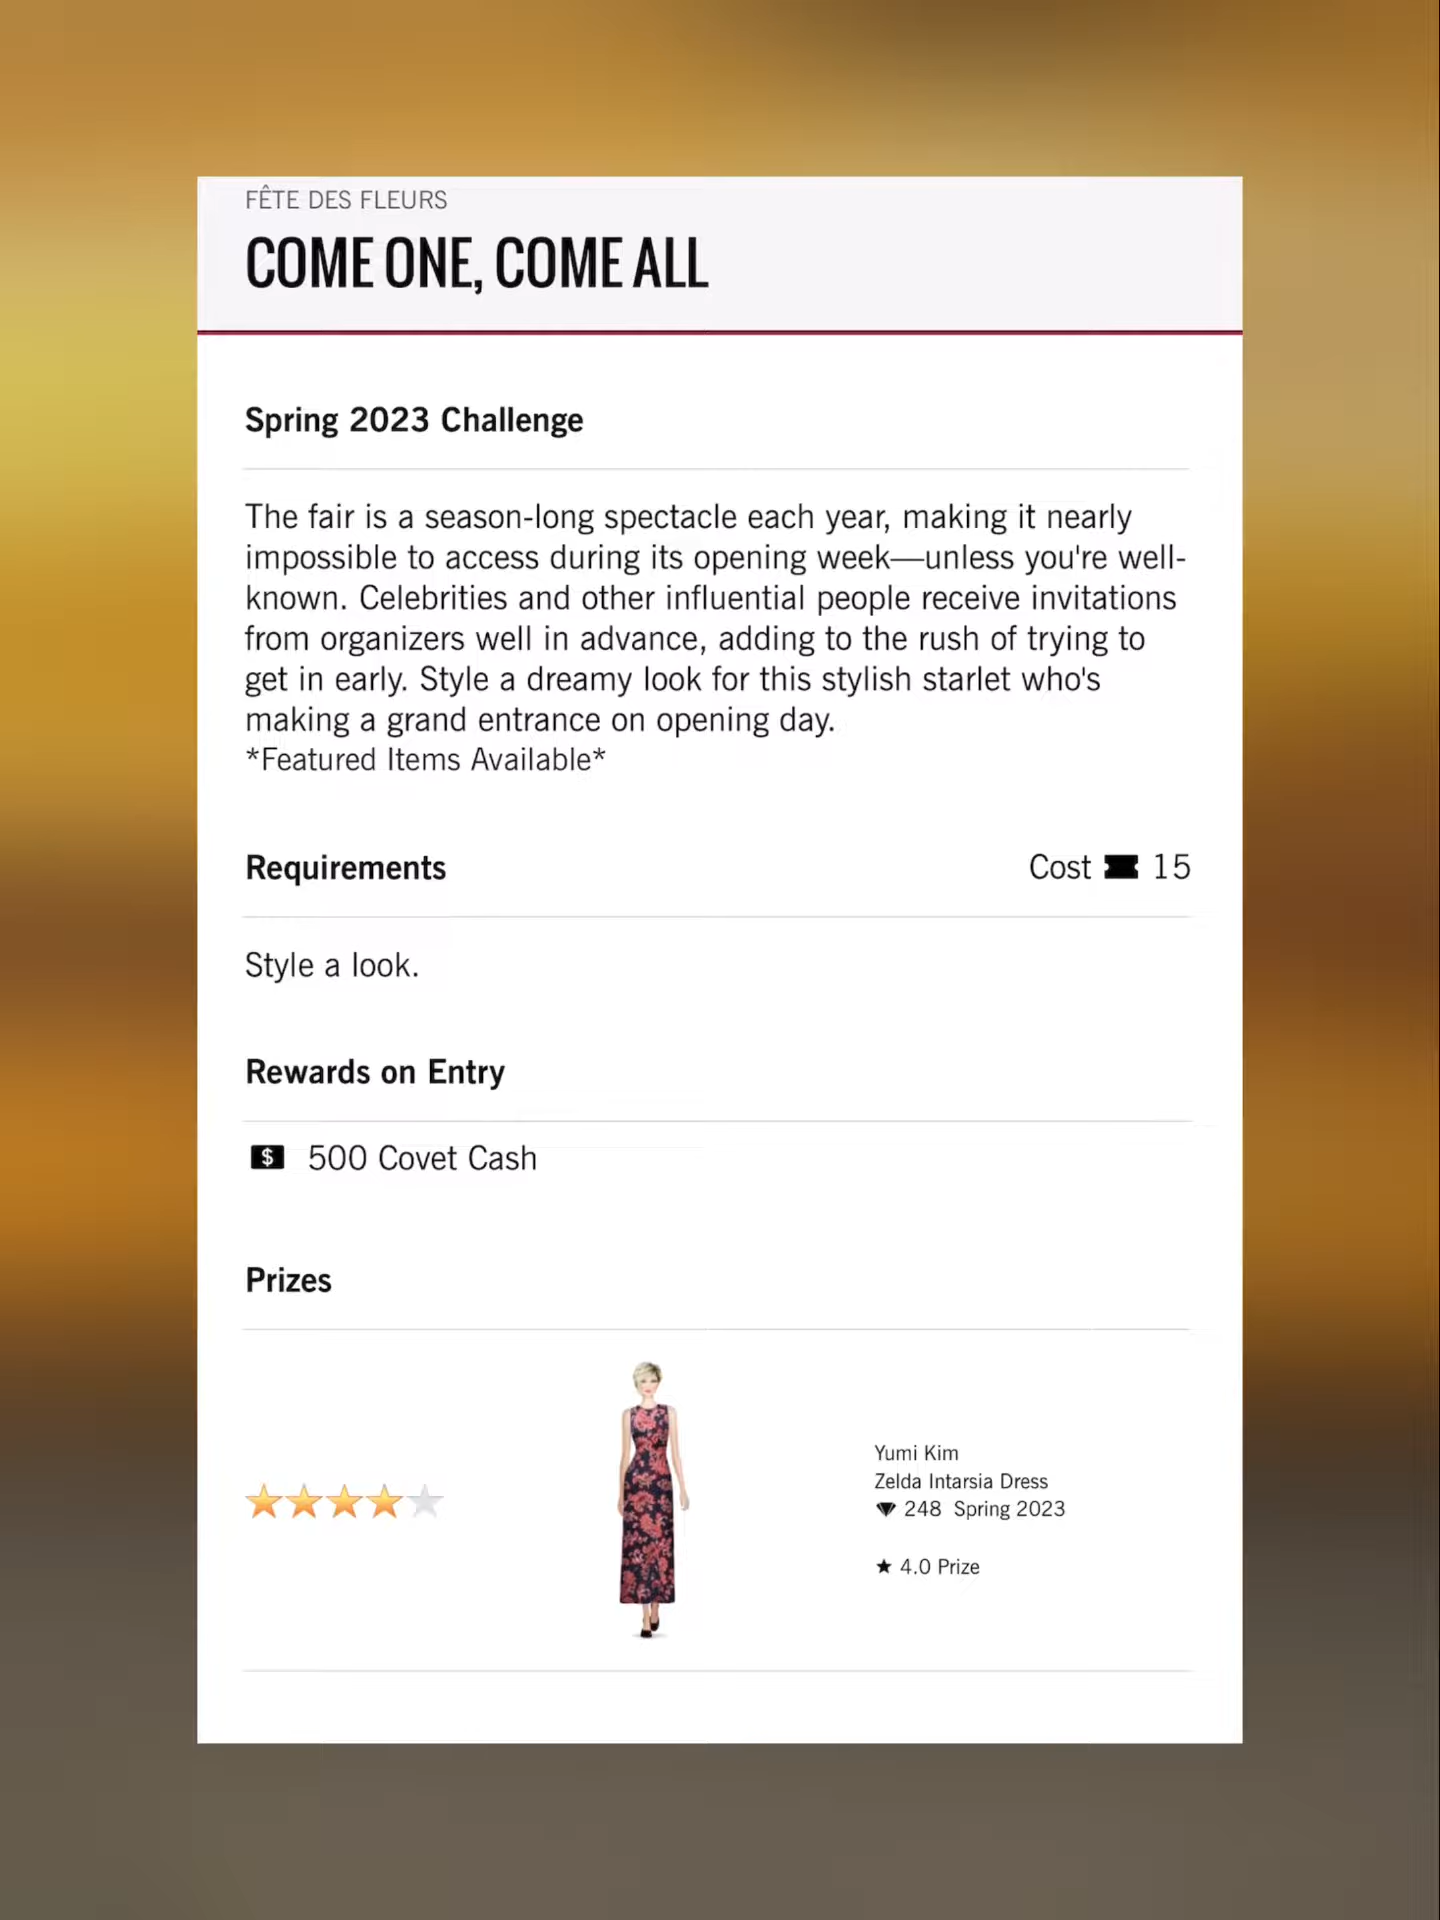 FÊTE DES FLEURS
COME ONE, COME ALL
Spring 2023 Challenge
The fair is a season-long spectacle each year, making it nearly
impossible to access during its opening week—unless you're well-
known. Celebrities and other influential people receive invitations
from organizers well in advance, adding to the rush of trying to
get in early. Style a dreamy look for this stylish starlet who's
making a grand entrance on opening day.
*Featured Items Available*
Requirements Cost 15
Style a look.
Rewards on Entry
$ 500 Covet Cash
Prizes
Yumi Kim
Zelda Intarsia Dress
248 Spring 2023
★ 4.0 Prize